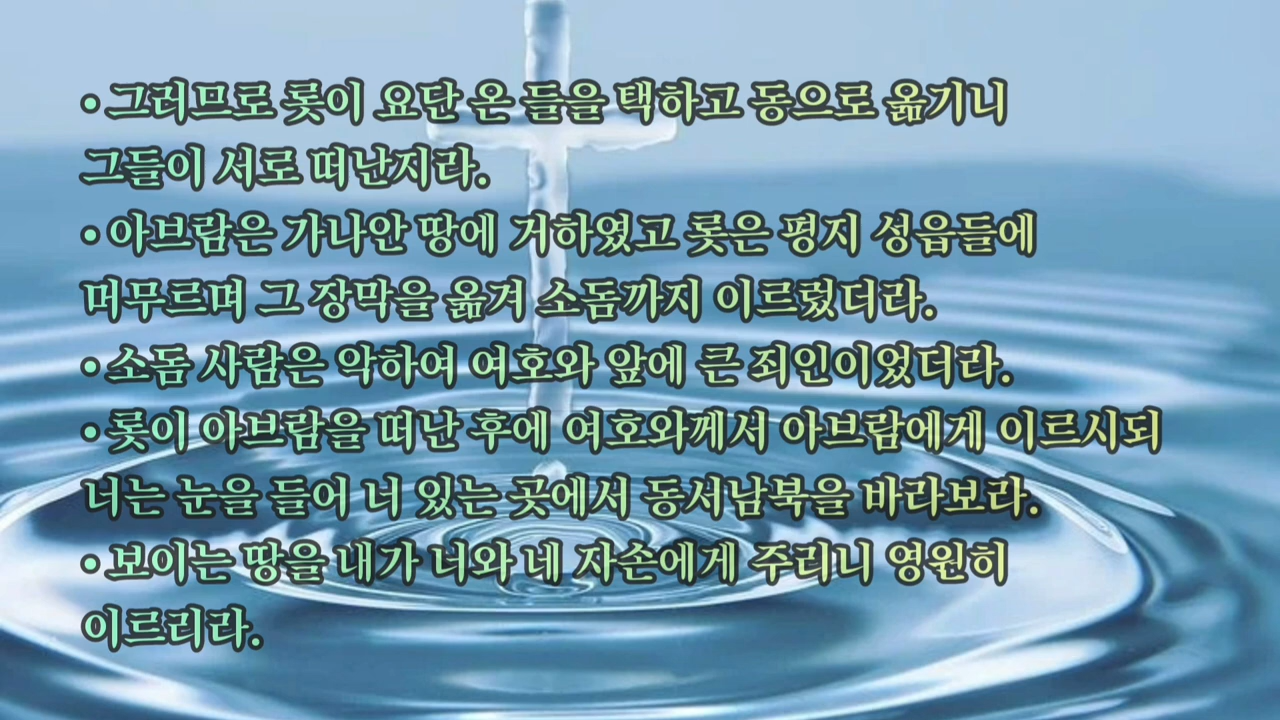 • 그러므로 롯이 요단 온 들을 택하고 동으로 옮기니
그들이 서로 떠난지라.
• 아브람은 가나안 땅에 거하였고 롯은 평지 성읍들에
머무르며 그 장막을 옮겨 소돔까지 이르렀더라.
• 소돔 사람은 악하여 여호와 앞에 큰 죄인이었더라.
• 롯이 아브람을 떠난 후에 여호와께서 아브람에게 이르시되
너는 눈을 들어 너 있는 곳에서 동서남북을 바라보라.
• 보이는 땅을 내가 너와 네 자손에게 주리니 영원히
이르리라.